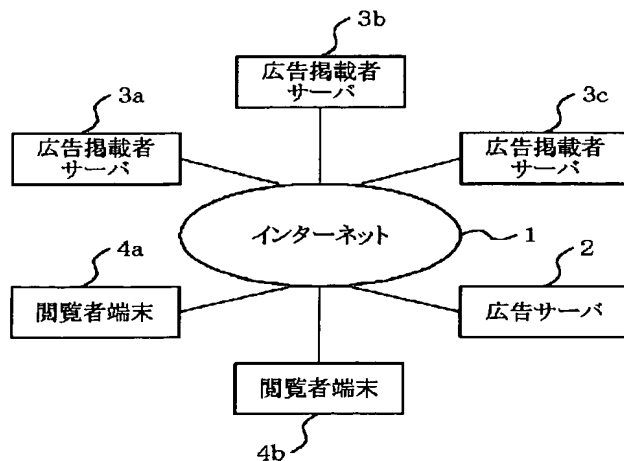 3b
広告掲載者
サーバ
3a
広告掲載者
サーバ
3c
広告掲載者
サーバ
インターネット
1
4a
閲覧者端末
2
広告サーバ
閲覧者端末
4b